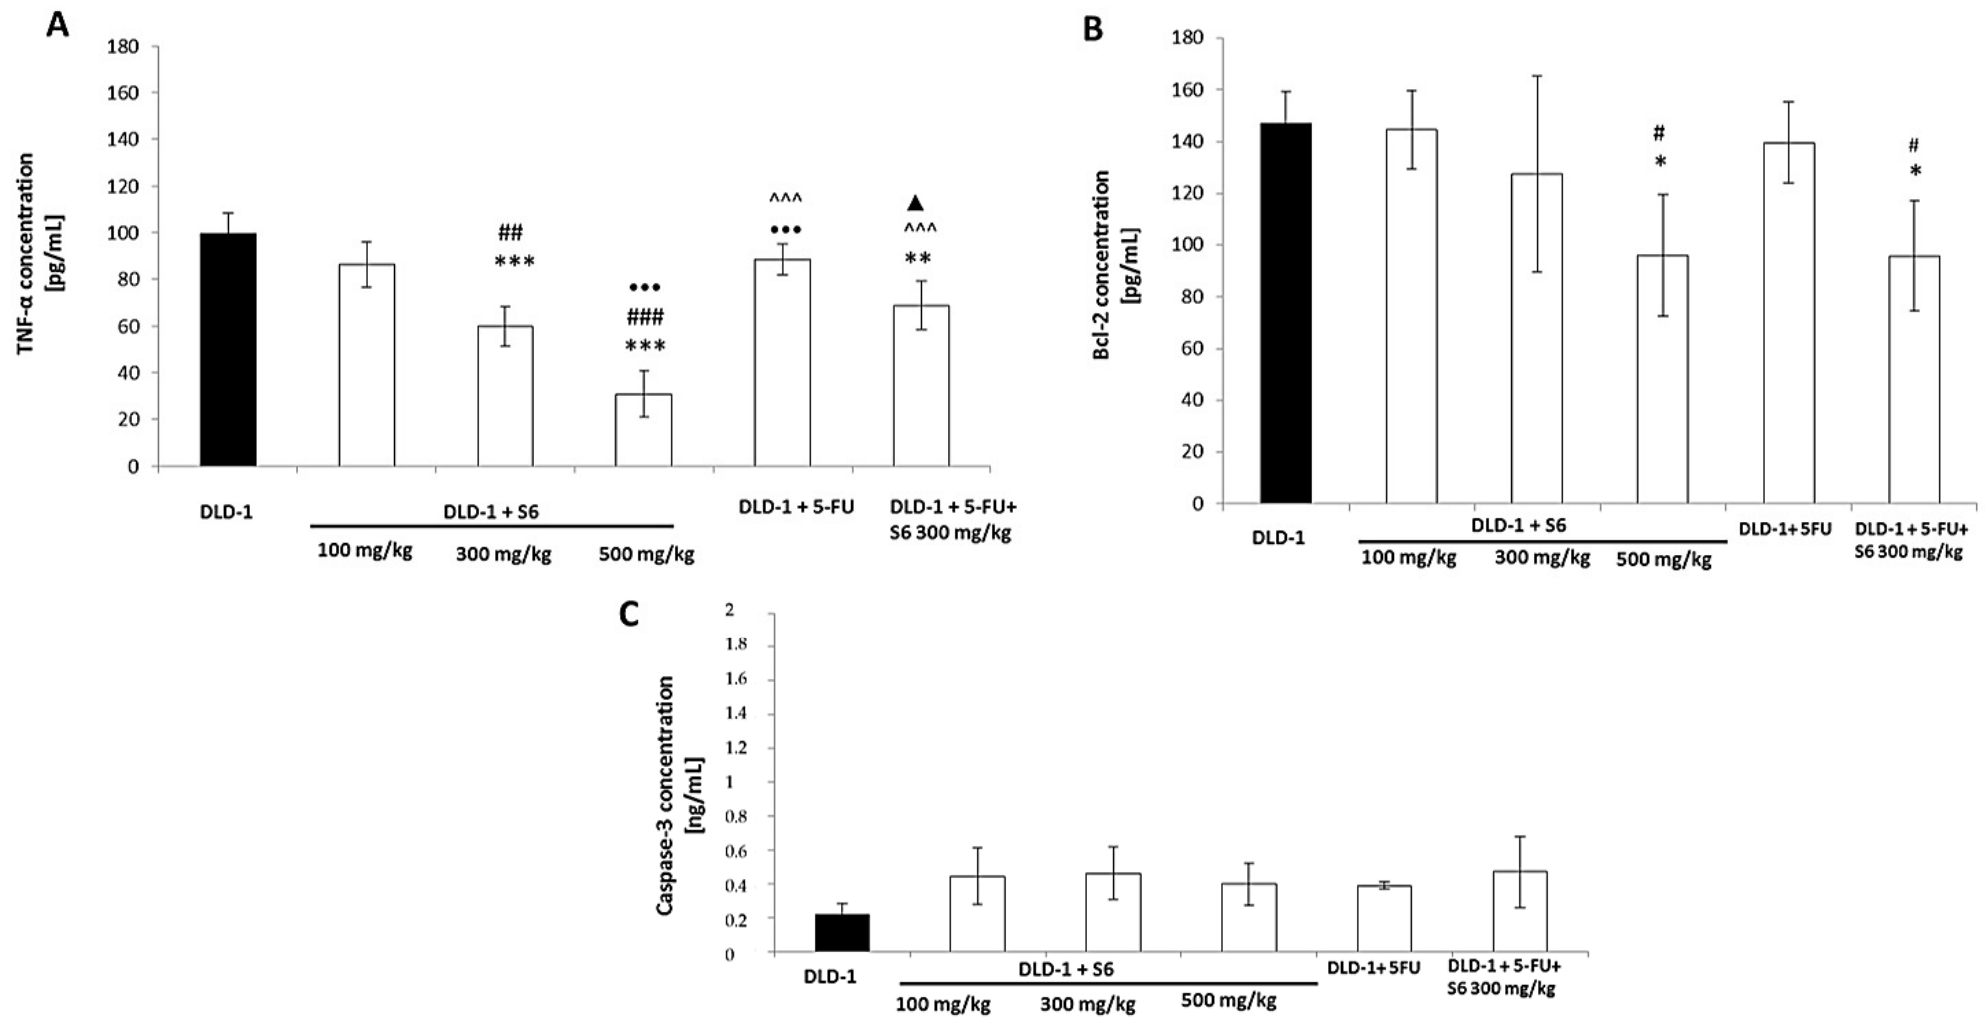 A
180
160
140
120
100
80
60
40
20
0
TNF-α concentration
[pg/mL]
##
***
•••
###
***
^^^
•••
▲
^^^
**
DLD-1
DLD-1 + S6
100 mg/kg
300 mg/kg
500 mg/kg
DLD-1 + 5-FU
DLD-1 + 5-FU+
S6 300 mg/kg
B
180
160
140
120
100
80
60
40
20
0
Bcl-2 concentration
[pg/mL]
#
*
#
*
DLD-1
DLD-1 + S6
100 mg/kg
300 mg/kg
500 mg/kg
DLD-1+ 5FU
DLD-1 + 5-FU+
S6 300 mg/kg
C
2
1.8
1.6
1.4
1.2
1
0.8
0.6
0.4
0.2
0
Caspase-3 concentration
[ng/mL]
DLD-1
DLD-1 + S6
100 mg/kg
300 mg/kg
500 mg/kg
DLD-1+ 5FU
DLD-1 + 5-FU+
S6 300 mg/kg